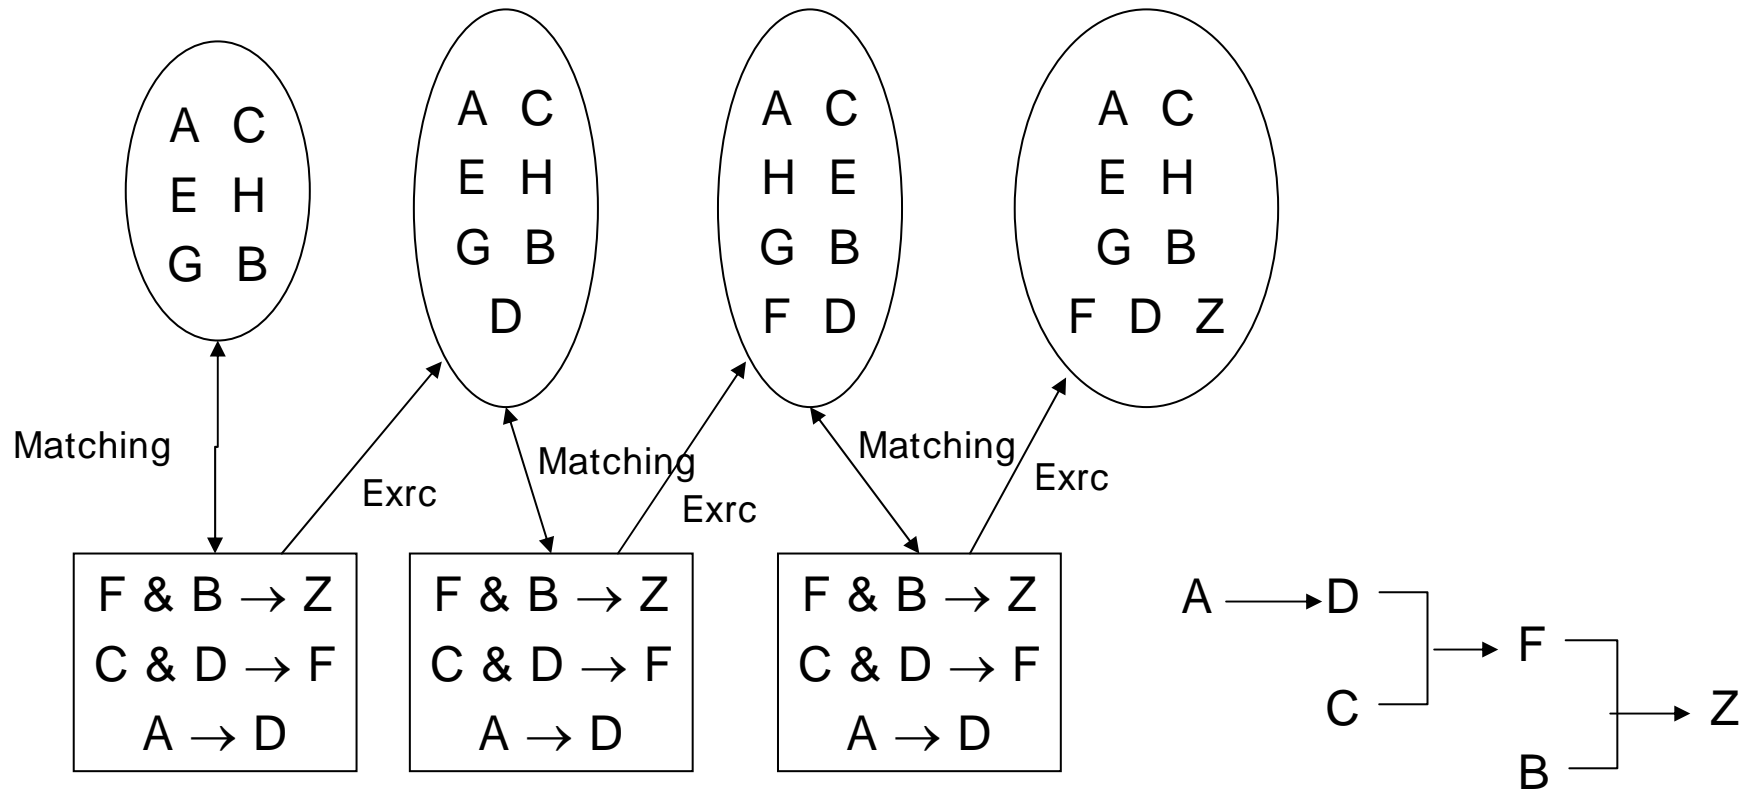 A C
E H
G B
A C
E H
G B
D
A C
H E
G B
F D
A C
E H
G B
F D Z
Matching
Exrc
Matching
Exrc
Matching
Exrc
F & B → Z
C & D → F
A → D
F & B → Z
C & D → F
A → D
F & B → Z
C & D → F
A → D
A D
C
F
B
Z